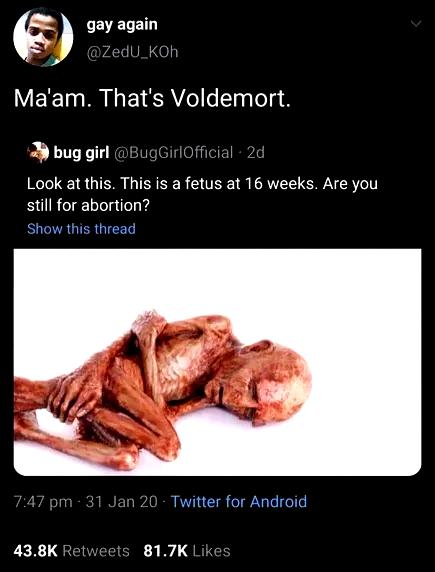 gay again
@ZedU_KOh
Ma'am. That's Voldemort.
bug girl @BugGirlOfficial · 2d
Look at this. This is a fetus at 16 weeks. Are you
still for abortion?
Show this thread
7:47 pm · 31 Jan 20 · Twitter for Android
43.8K Retweets 81.7K Likes